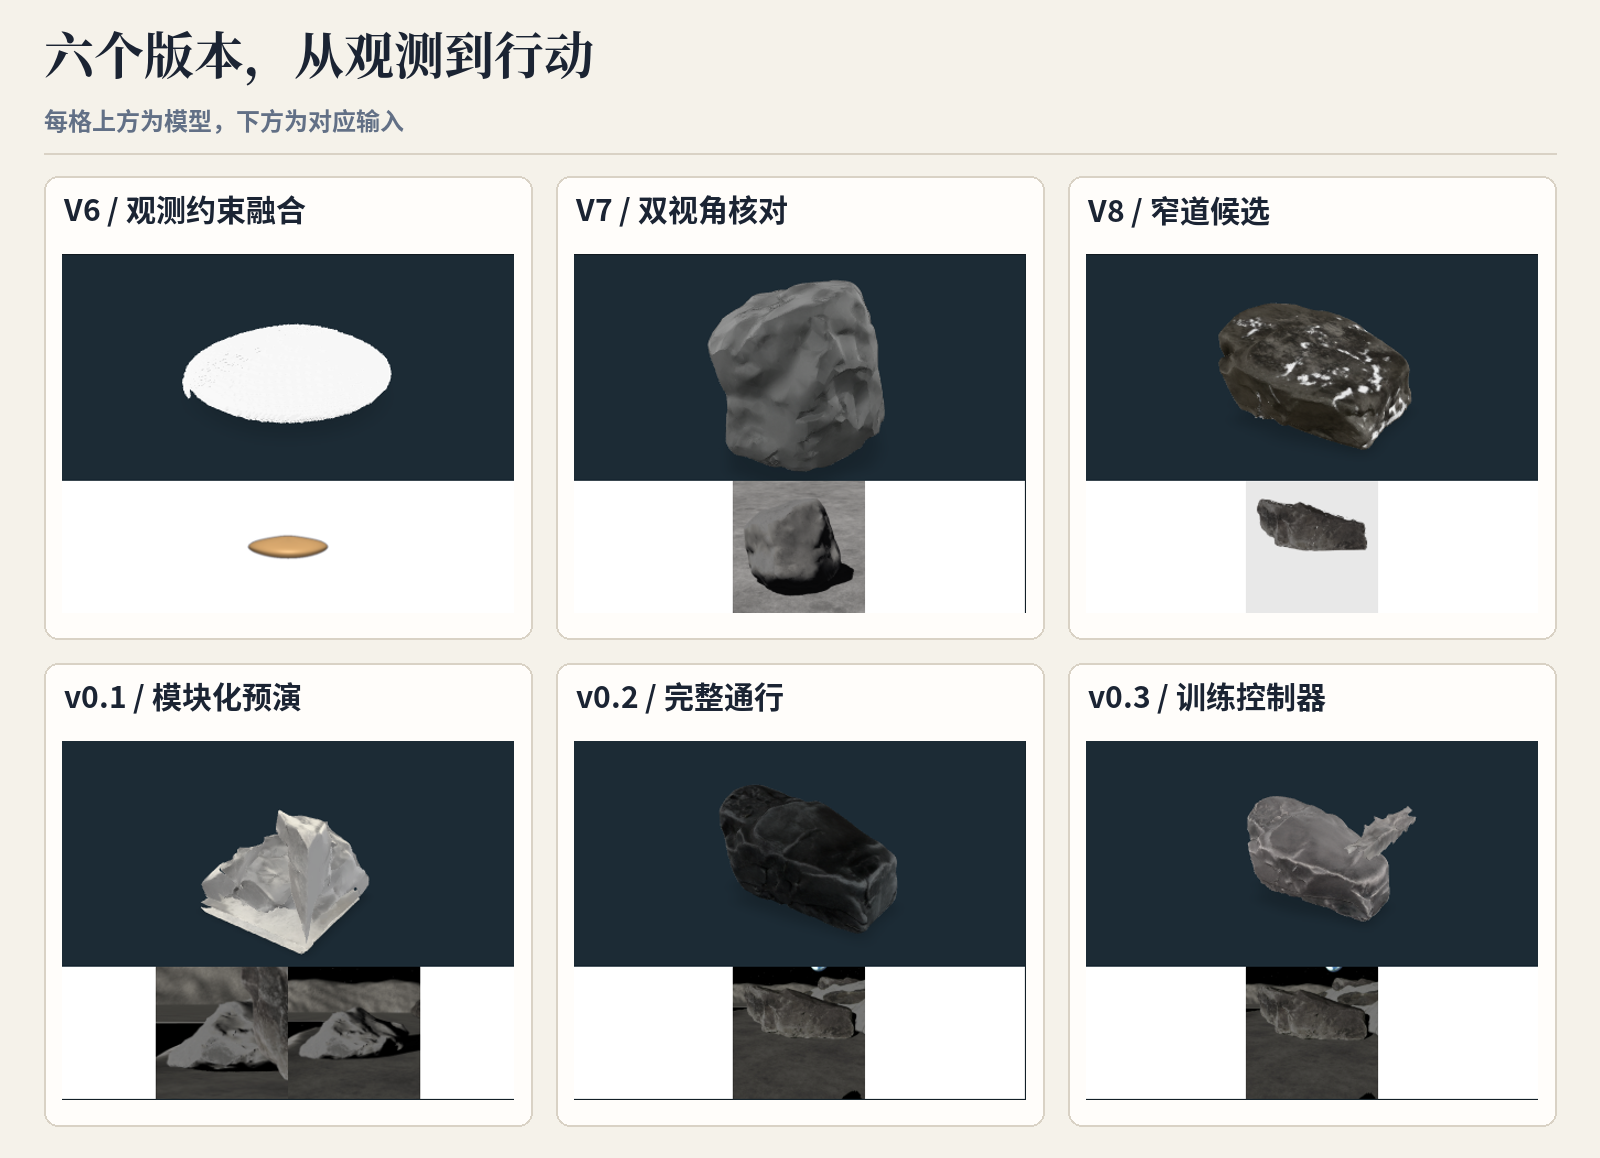 六个版本，从观测到行动
每格上方为模型，下方为对应输入
V6 / 观测约束融合
V7 / 双视角核对
V8 / 窄道候选
v0.1 / 模块化预演
v0.2 / 完整通行
v0.3 / 训练控制器